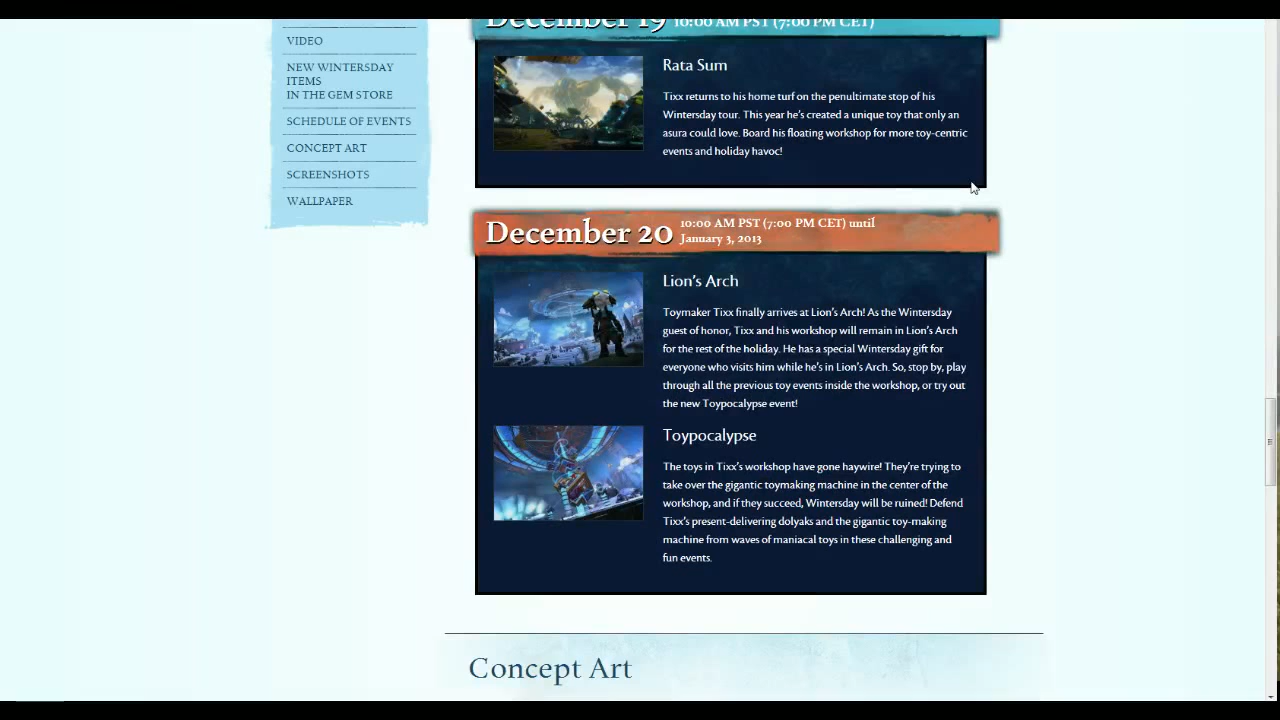 VIDEO
NEW WINTERSDAY
ITEMS
IN THE GEM STORE
SCHEDULE OF EVENTS
CONCEPT ART
SCREENSHOTS
WALLPAPER
December 19 10:00 AM PST (7:00 PM CET)
Rata Sum
Tixx returns to his home turf on the penultimate stop of his
Wintersday tour. This year he's created a unique toy that only an
asura could love. Board his floating workshop for more toy-centric
events and holiday havoc!
December 20 10:00 AM PST (7:00 PM CET) until
January 3, 2013
Lion's Arch
Toymaker Tixx finally arrives at Lion's Arch! As the Wintersday
guest of honor, Tixx and his workshop will remain in Lion's Arch
for the rest of the holiday. He has a special Wintersday gift for
everyone who visits him while he's in Lion's Arch. So, stop by, play
through all the previous toy events inside the workshop, or try out
the new Toypocalypse event!
Toypocalypse
The toys in Tixx's workshop have gone haywire! They're trying to
take over the gigantic toymaking machine in the center of the
workshop, and if they succeed, Wintersday will be ruined! Defend
Tixx's present-delivering dolyaks and the gigantic toy-making
machine from waves of maniacal toys in these challenging and
fun events.
Concept Art